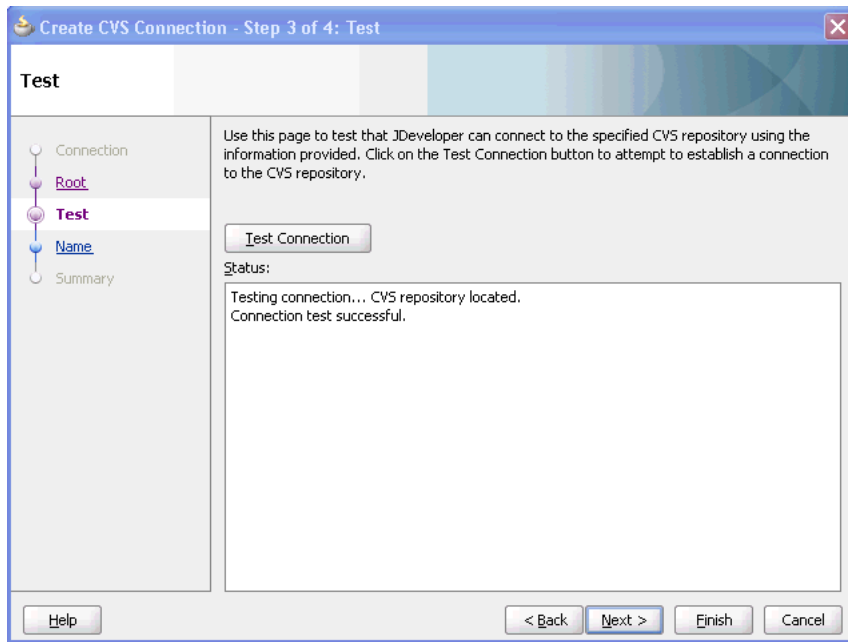 Create CVS Connection - Step 3 of 4: Test
Test
Connection
Root
Test
Name
Summary
Use this page to test that JDeveloper can connect to the specified CVS repository using the
information provided. Click on the Test Connection button to attempt to establish a connection
to the CVS repository.
Test Connection
Status:
Testing connection... CVS repository located.
Connection test successful.
Help
< Back
Next >
Finish
Cancel